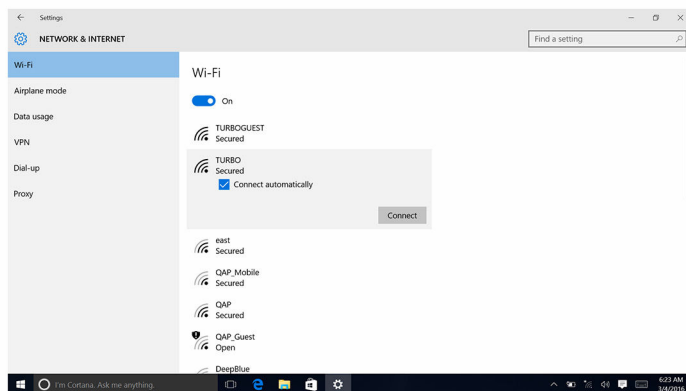 Settings
NETWORK & INTERNET
Find a setting
Wi-Fi
Airplane mode
Data usage
VPN
Dial-up
Proxy
Wi-Fi
On
TURBOGUEST
Secured
TURBO
Secured
Connect automatically
Connect
east
Secured
QAP_Mobile
Secured
QAP
Secured
QAP_Guest
Open
DeepBlue
I'm Cortana. Ask me anything.
6:23 AM
3/4/2016